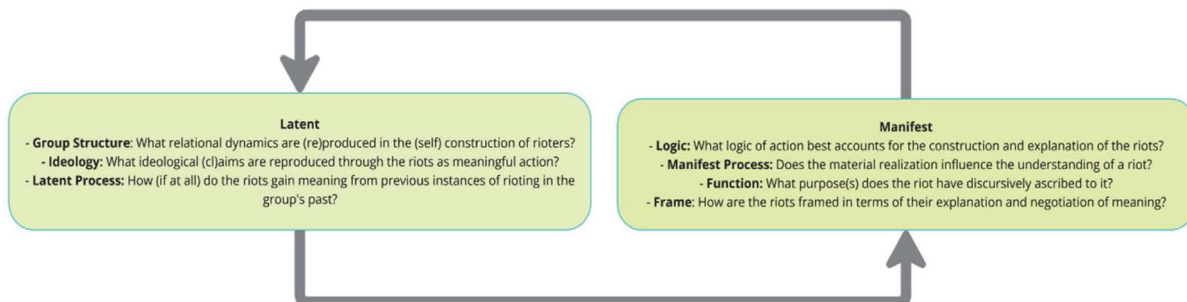 Latent
- Group Structure: What relational dynamics are (re)produced in the (self) construction of rioters?
- Ideology: What ideological (cl)aims are reproduced through the riots as meaningful action?
- Latent Process: How (if at all) do the riots gain meaning from previous instances of rioting in the
group's past?
Manifest
- Logic: What logic of action best accounts for the construction and explanation of the riots?
- Manifest Process: Does the material realization influence the understanding of a riot?
- Function: What purpose(s) does the riot have discursively ascribed to it?
- Frame: How are the riots framed in terms of their explanation and negotiation of meaning?